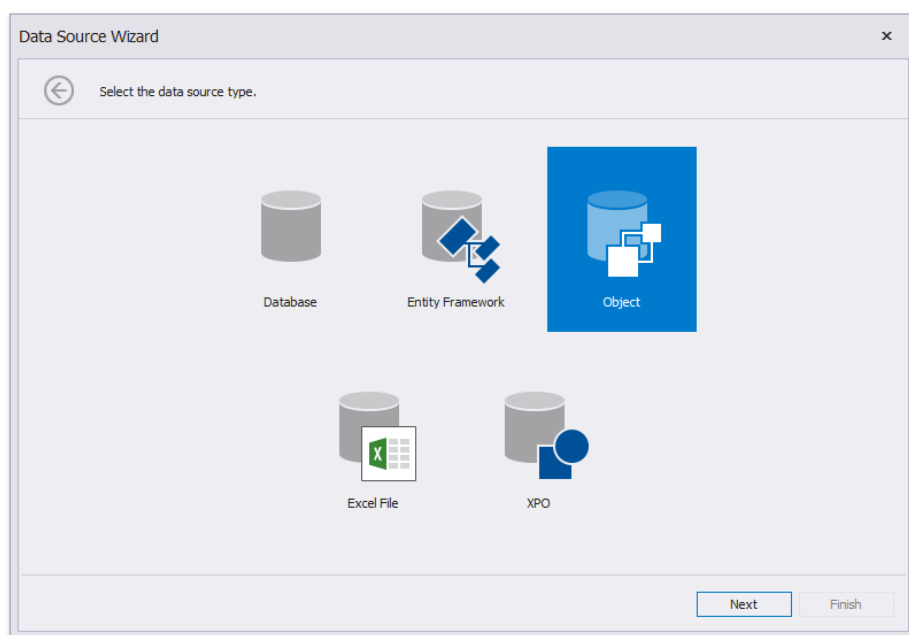 Data Source Wizard
Select the data source type.
Database
Entity Framework
Object
X
Excel File
XPO
Next
Finish